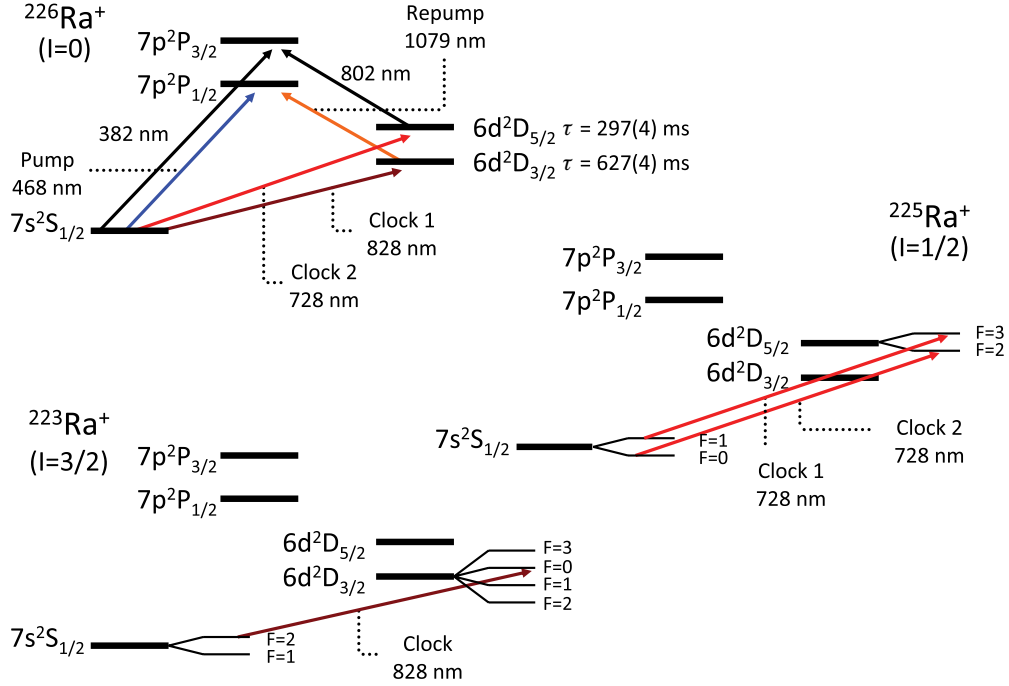 ²²⁶Ra⁺
(I=0)
7p²P₃/₂
7p²P₁/₂
Repump
1079 nm
802 nm
382 nm
Pump
468 nm
6d²D₅/₂ τ = 297(4) ms
6d²D₃/₂ τ = 627(4) ms
7s²S₁/₂
Clock 1
828 nm
Clock 2
728 nm
²²⁵Ra⁺
(I=1/2)
7p²P₃/₂
7p²P₁/₂
6d²D₅/₂
6d²D₃/₂
F=3
F=2
7s²S₁/₂
F=1
F=0
Clock 2
728 nm
Clock 1
728 nm
²²³Ra⁺
(I=3/2)
7p²P₃/₂
7p²P₁/₂
6d²D₅/₂
6d²D₃/₂
F=3
F=0
F=1
F=2
7s²S₁/₂
F=2
F=1
Clock
828 nm